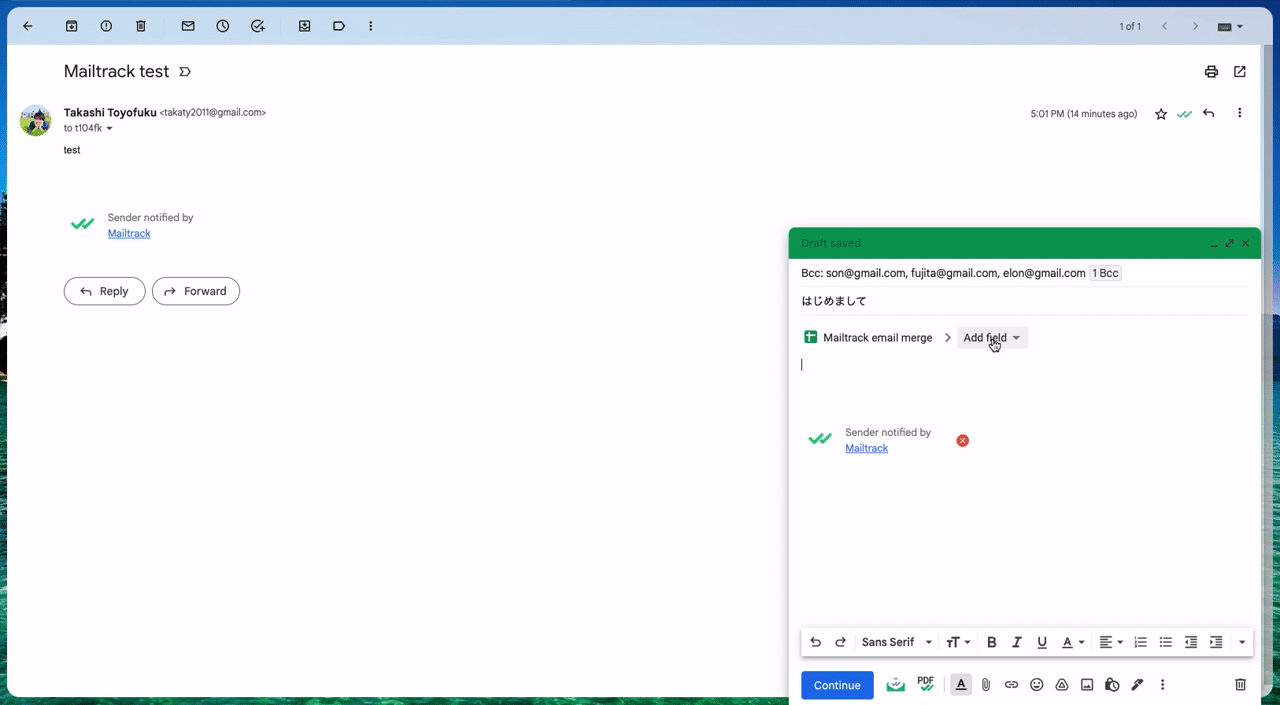 1 of 1
Mailtrack test
Takashi Toyofuku <takaty2011@gmail.com>
5:01 PM (14 minutes ago)
to t104fk
test
Sender notified by
Mailtrack
Reply
Forward
Draft saved
Bcc: son@gmail.com, fujita@gmail.com, elon@gmail.com 1 Bcc
はじめまして
Mailtrack email merge
Add field
Sender notified by
Mailtrack
Sans Serif
Continue
PDF